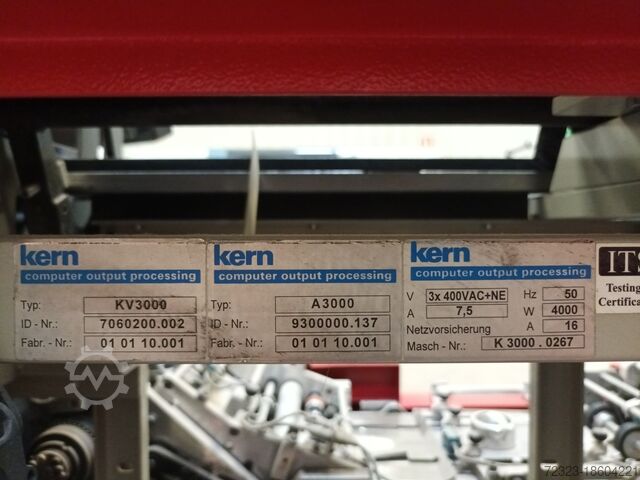 kern
computer output processing
Typ: KV3000
ID - Nr.: 7060200.002
Fabr. - Nr.: 01 01 10.001
kern
computer output processing
Typ: A3000
ID - Nr.: 9300000.137
Fabr. - Nr.: 01 01 10.001
kern
computer output processing
V 3x 400VAC+NE Hz 50
A 7,5 W 4000
Netzvorsicherung A 16
Masch - Nr.: K 3000 . 0267
ITS
Testing
Certifica
72323-18604221